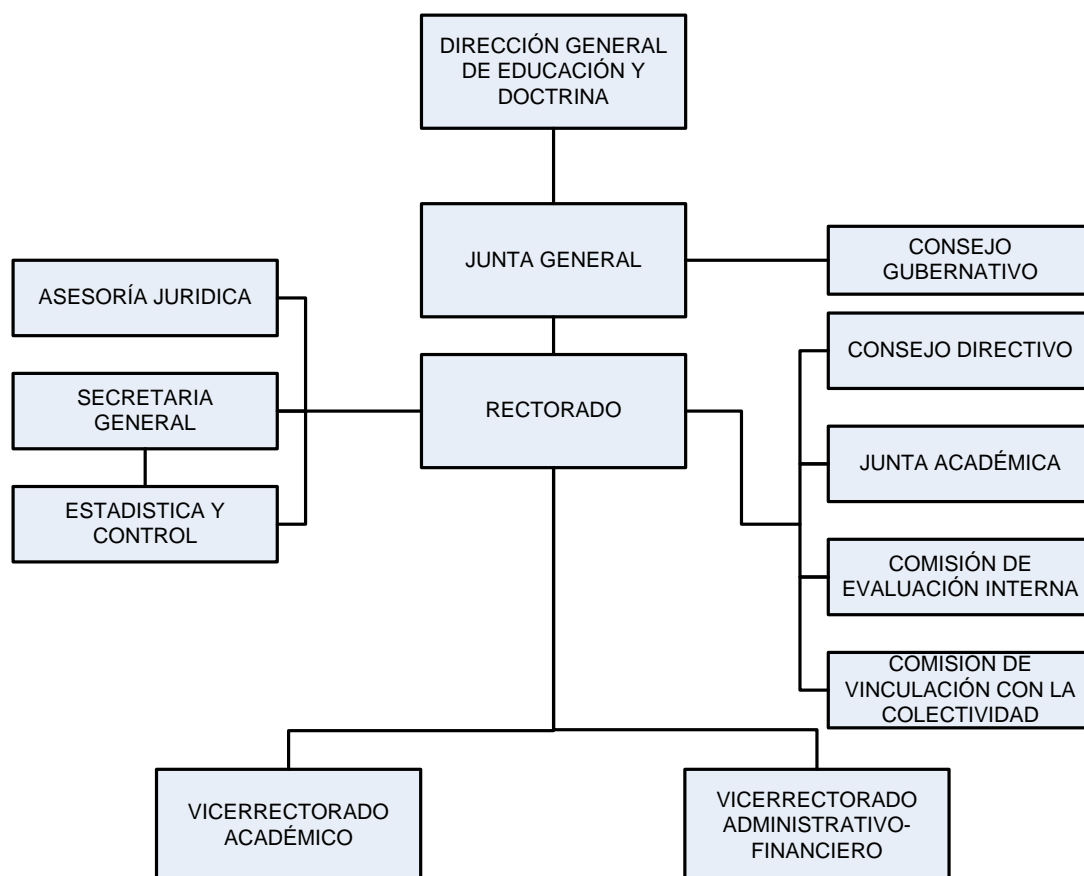 DIRECCIÓN GENERAL
DE EDUCACIÓN Y
DOCTRINA
JUNTA GENERAL
CONSEJO
GUBERNATIVO
ASESORÍA JURIDICA
CONSEJO DIRECTIVO
SECRETARIA
GENERAL
RECTORADO
JUNTA ACADÉMICA
ESTADISTICA Y
CONTROL
COMISIÓN DE
EVALUACIÓN INTERNA
COMISION DE
VINCULACIÓN CON LA
COLECTIVIDAD
VICERRECTORADO
ACADÉMICO
VICERRECTORADO
ADMINISTRATIVO-
FINANCIERO